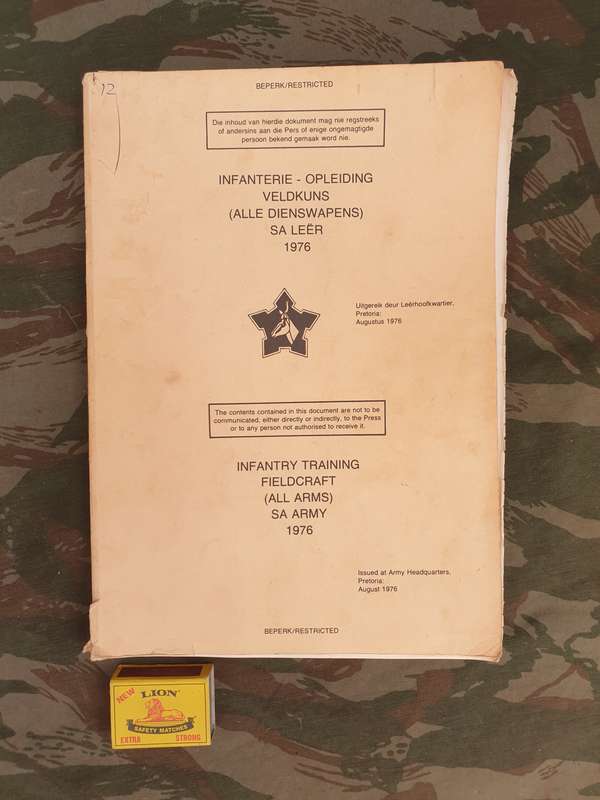 12
BEPERK/RESTRICTED
Die inhoud van hierdie dokument mag nie regstreeks
of andersins aan die Pers of enige ongemagtigde
persoon bekend gemaak word nie.
INFANTERIE - OPLEIDING
VELDKUNS
(ALLE DIENSWAPENS)
SA LEËR
1976
Uitgereik deur Leërhoofkwartier,
Pretoria;
Augustus 1976
The contents contained in this document are not to be
communicated, either directly or indirectly, to the Press
or to any person not authorised to receive it.
INFANTRY TRAINING
FIELDCRAFT
(ALL ARMS)
SA ARMY
1976
Issued at Army Headquarters,
Pretoria;
August 1976
BEPERK/RESTRICTED
NEW
LION
SAFETY MATCHES
EXTRA STRONG